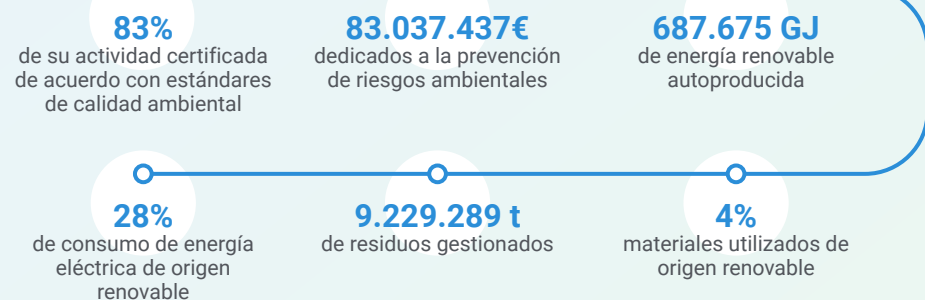 83%
de su actividad certificada
de acuerdo con estándares
de calidad ambiental
83.037.437€
dedicados a la prevención
de riesgos ambientales
687.675 GJ
de energía renovable
autoproducida
28%
de consumo de energía
eléctrica de origen
renovable
9.229.289 t
de residuos gestionados
4%
materiales utilizados de
origen renovable